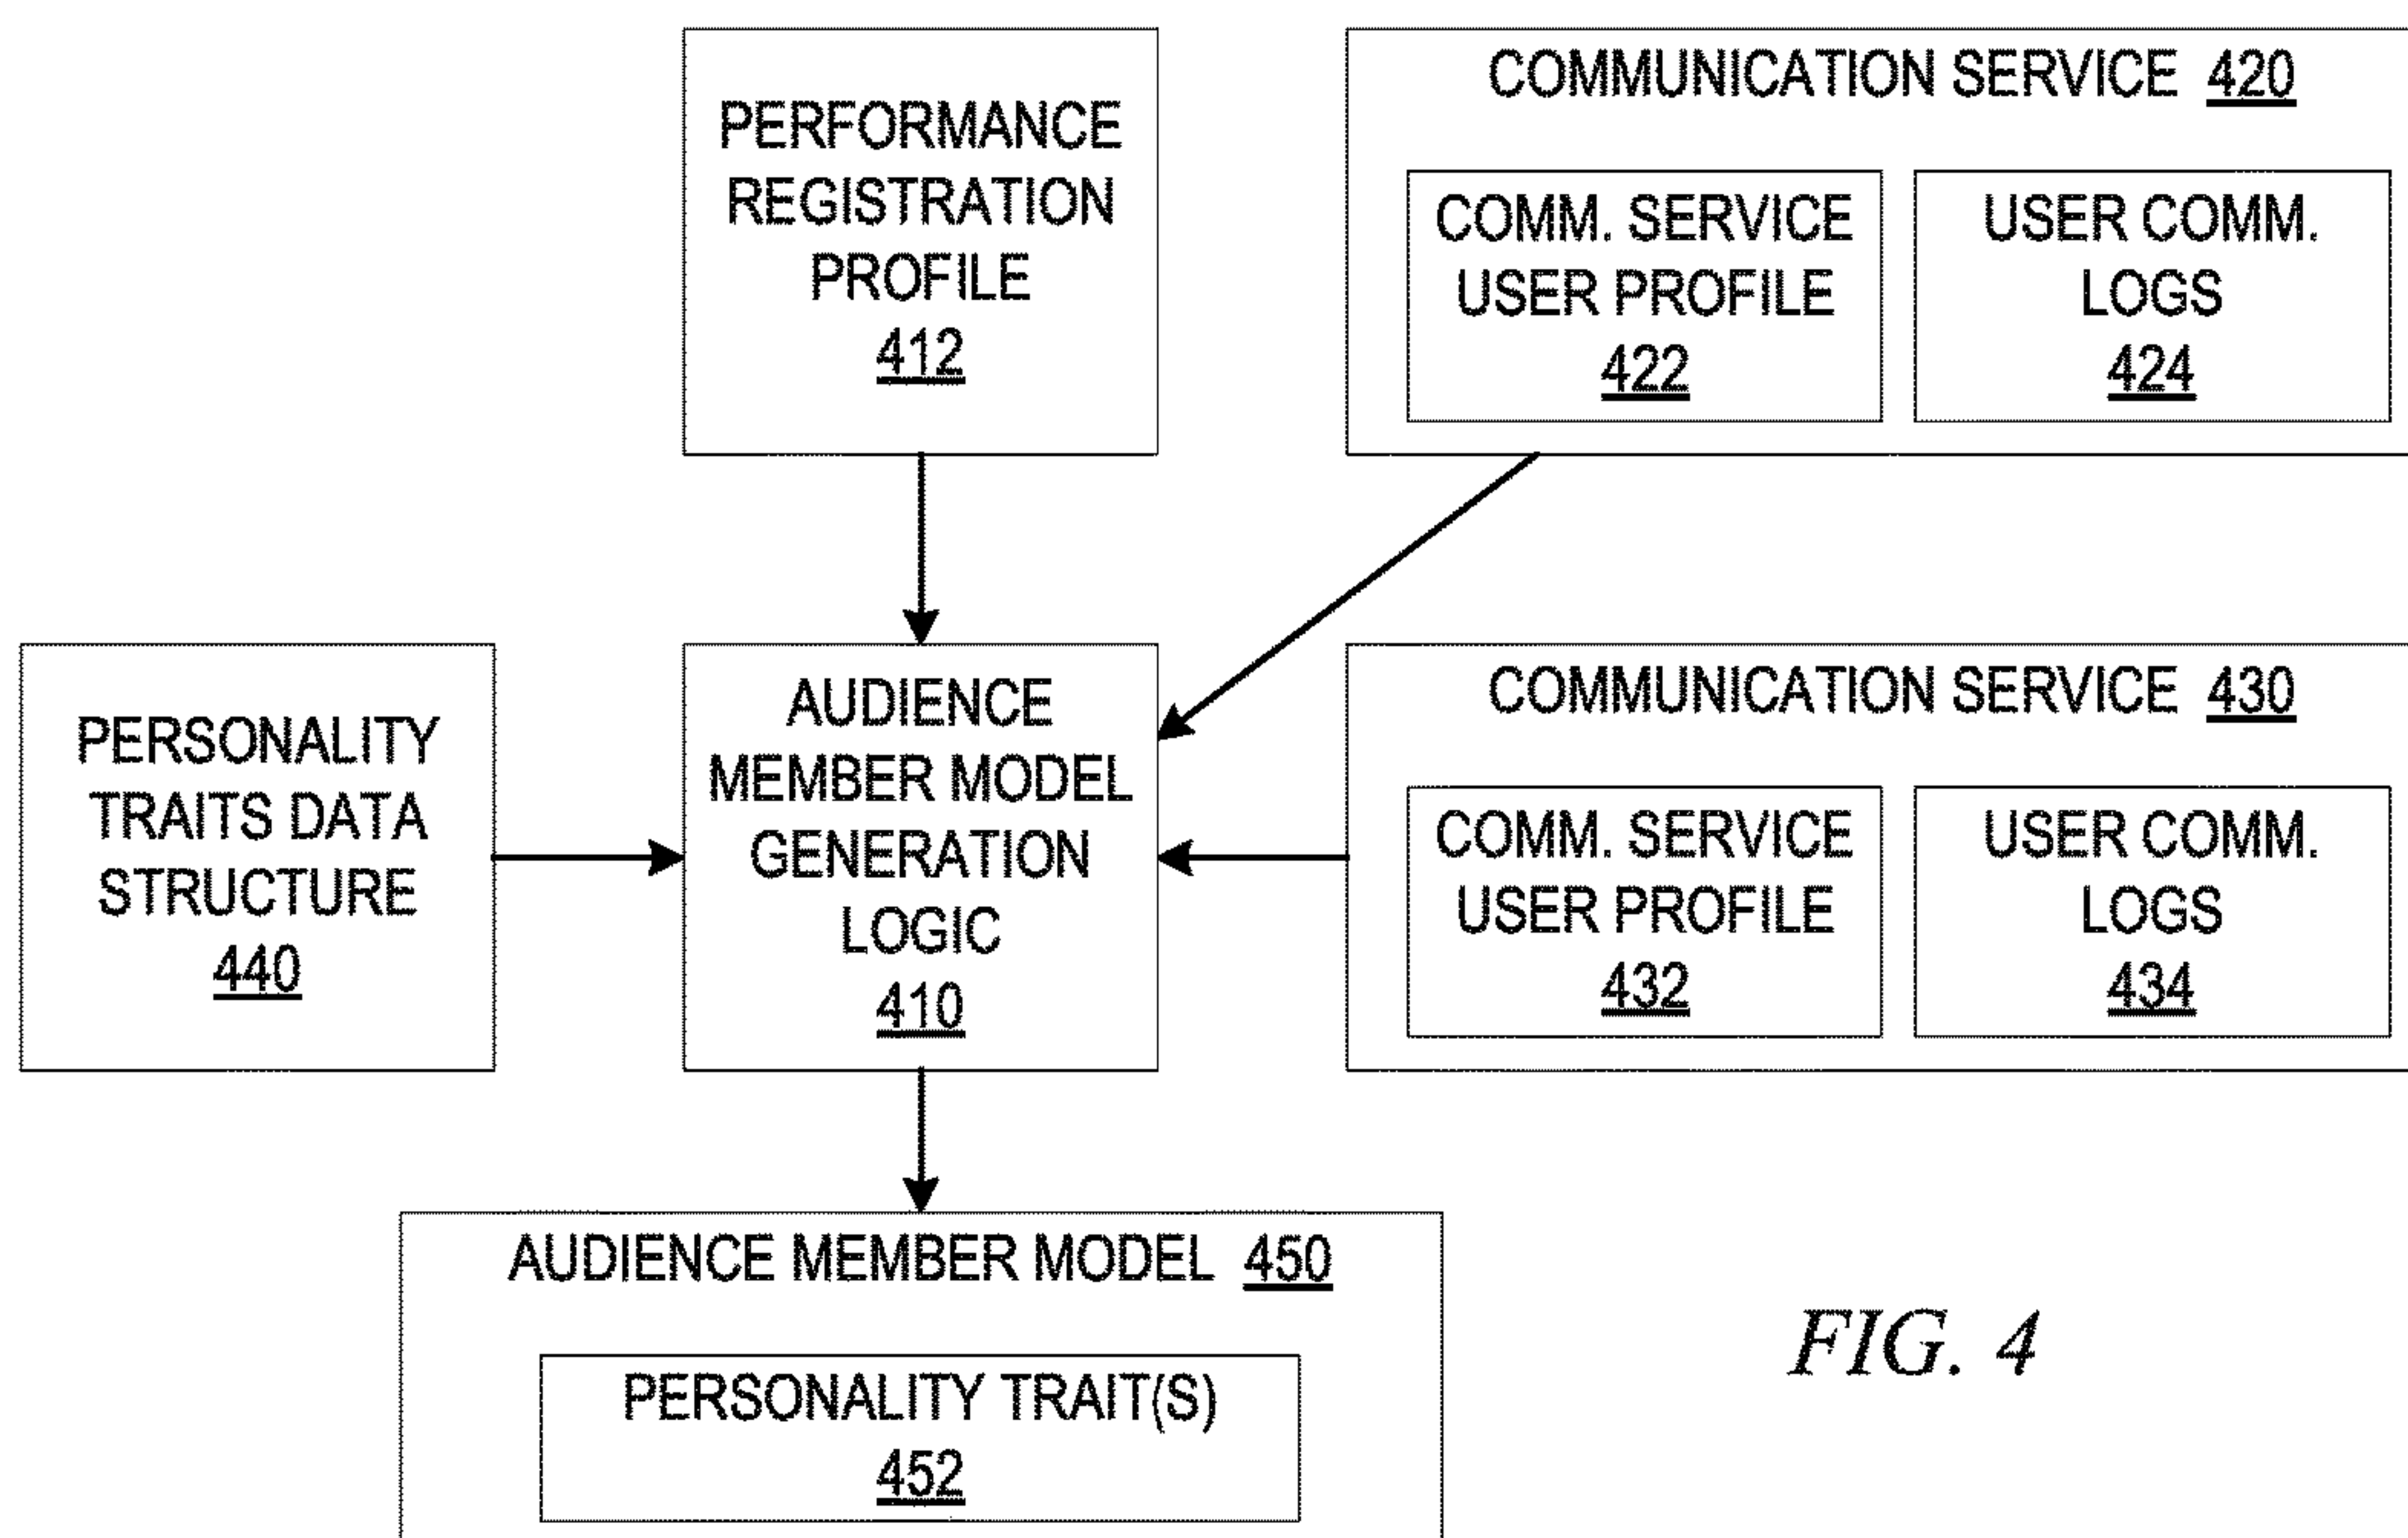 PERFORMANCE
REGISTRATION
PROFILE
412
COMMUNICATION SERVICE 420
COMM. SERVICE
USER PROFILE
422
USER COMM.
LOGS
424
PERSONALITY
TRAITS DATA
STRUCTURE
440
AUDIENCE
MEMBER MODEL
GENERATION
LOGIC
410
COMMUNICATION SERVICE 430
COMM. SERVICE
USER PROFILE
432
USER COMM.
LOGS
434
AUDIENCE MEMBER MODEL 450
PERSONALITY TRAIT(S)
452
FIG. 4